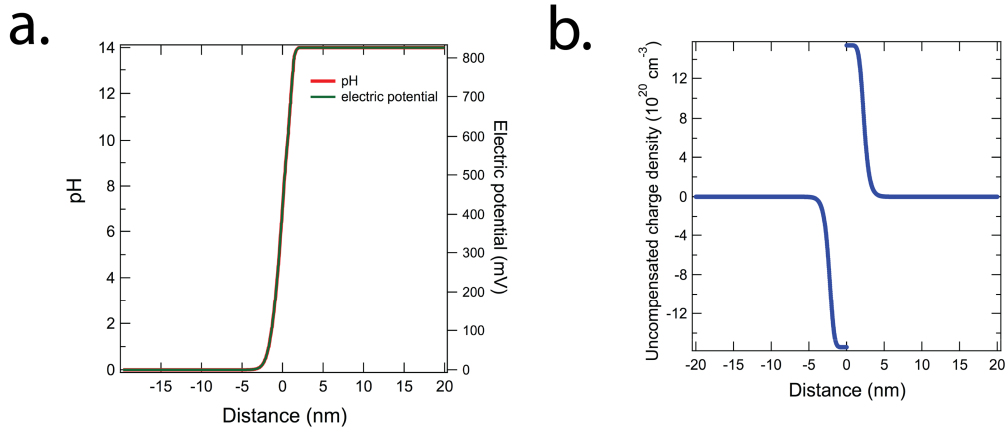 a.
14
12
10
8
6
4
2
0
pH
pH
electric potential
800
700
600
500
400
300
200
100
0
Electric potential (mV)
-15 -10 -5 0 5 10 15 20
Distance (nm)
b.
Uncompensated charge density (10²⁰ cm⁻³)
12
8
4
0
-4
-8
-12
-20 -15 -10 -5 0 5 10 15 20
Distance (nm)